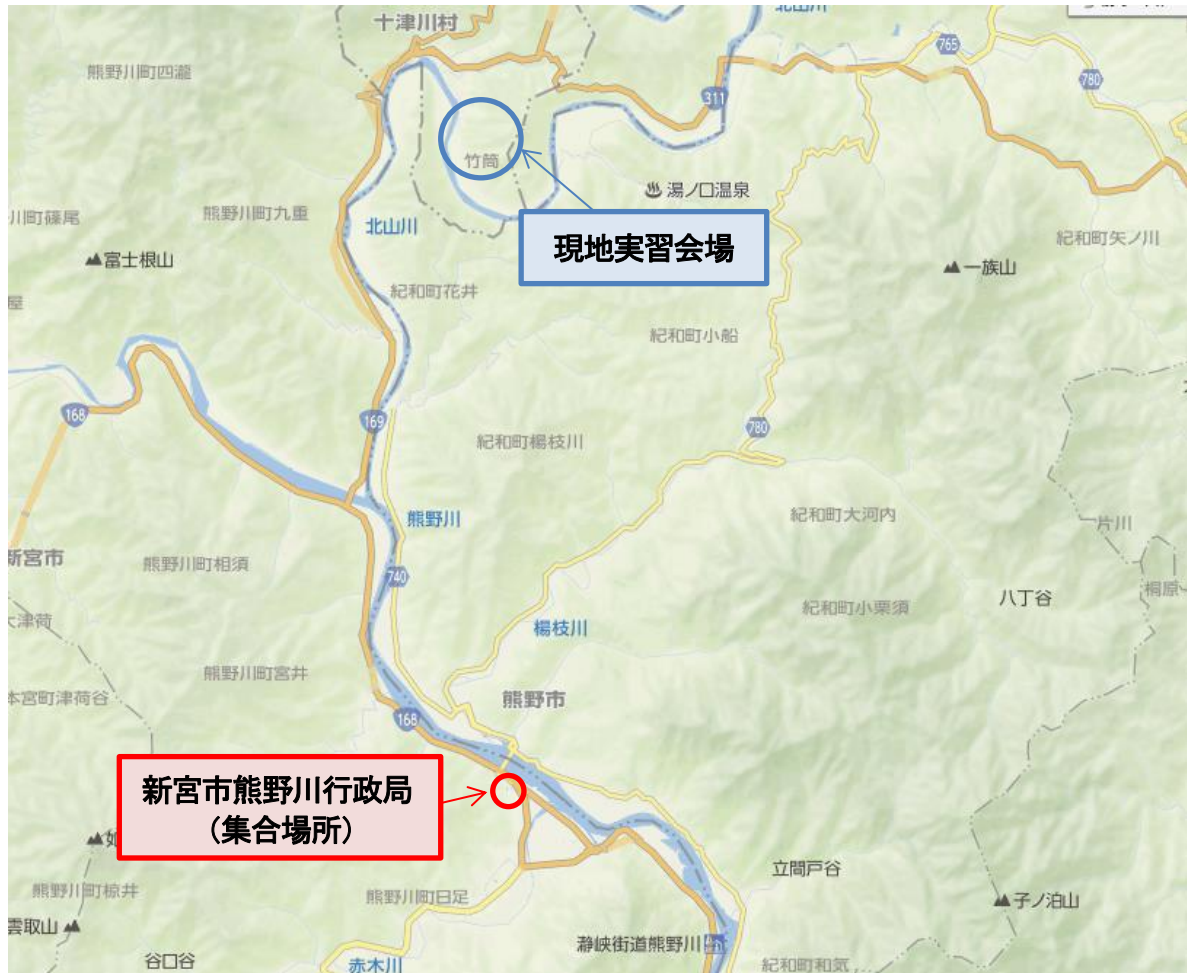 十津川村
北山川
765
熊野川町四瀧
780
311
竹筒
湯ノ口温泉
川町篠尾
熊野川町九重
北山川
現地実習会場
紀和町矢ノ川
富士根山
一族山
紀和町花井
屋
紀和町小船
168
169
780
紀和町楊枝川
熊野川
紀和町大河内
片川
新宮市
熊野川町相須
740
桐原
八丁谷
紀和町小栗須
大津荷
楊枝川
熊野川町宮井
本宮町津荷谷
熊野市
168
新宮市熊野川行政局
（集合場所）
立間戸谷
熊野川町椋井
熊野川町日足
子ノ泊山
雲取山
瀞峡街道熊野川
谷口谷
赤木川
紀和町和気